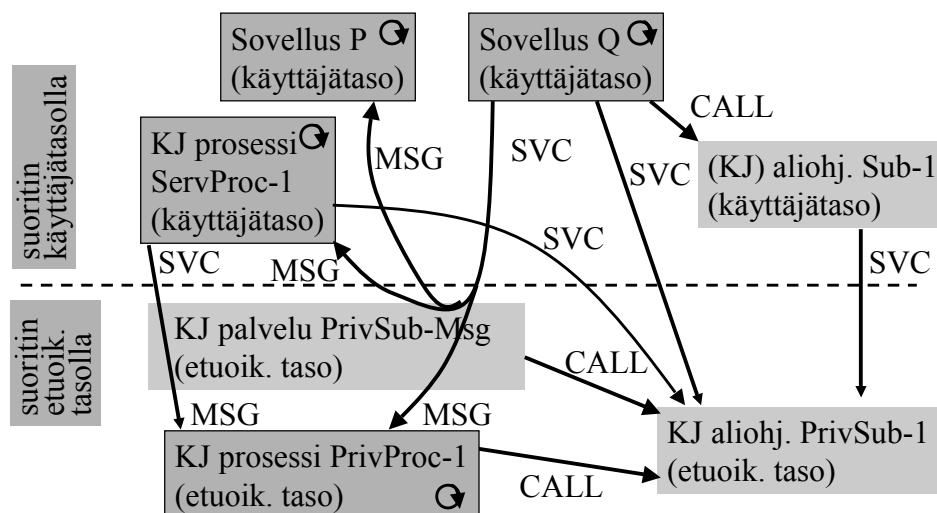 Sovellus P
(käyttäjätaso)
Sovellus Q
(käyttäjätaso)
suoritin
käyttäjätasolla
KJ prosessi
ServProc-1
(käyttäjätaso)
MSG
SVC
CALL
SVC
(KJ) aliohj. Sub-1
(käyttäjätaso)
SVC
MSG
SVC
SVC
suoritin
etuoik.
tasolla
KJ palvelu PrivSub-Msg
(etuoik. taso)
CALL
MSG
MSG
KJ prosessi PrivProc-1
(etuoik. taso)
CALL
KJ aliohj. PrivSub-1
(etuoik. taso)